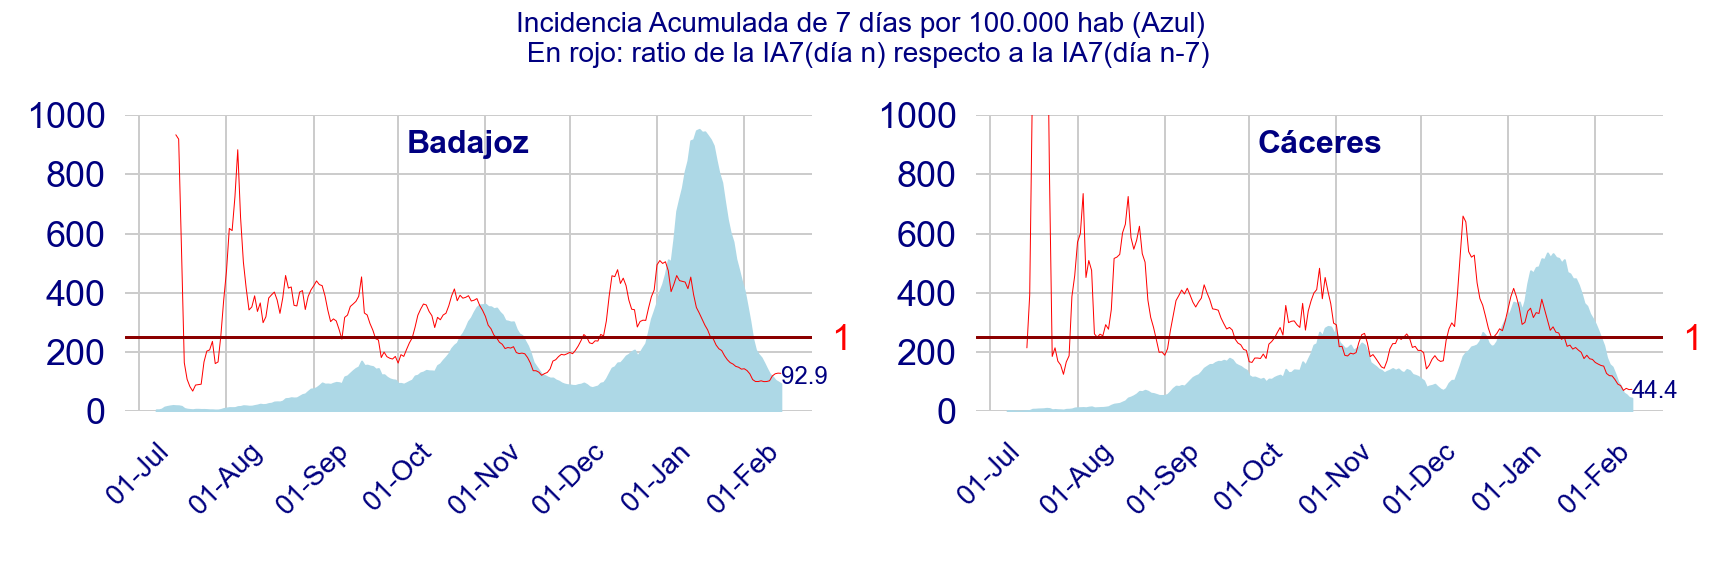 Incidencia Acumulada de 7 días por 100.000 hab (Azul)
En rojo: ratio de la IA7(día n) respecto a la IA7(día n-7)
Badajoz
1000
800
600
400
200
0
1
92.9
01-Jul
01-Aug
01-Sep
01-Oct
01-Nov
01-Dec
01-Jan
01-Feb
Cáceres
1000
800
600
400
200
0
1
44.4
01-Jul
01-Aug
01-Sep
01-Oct
01-Nov
01-Dec
01-Jan
01-Feb